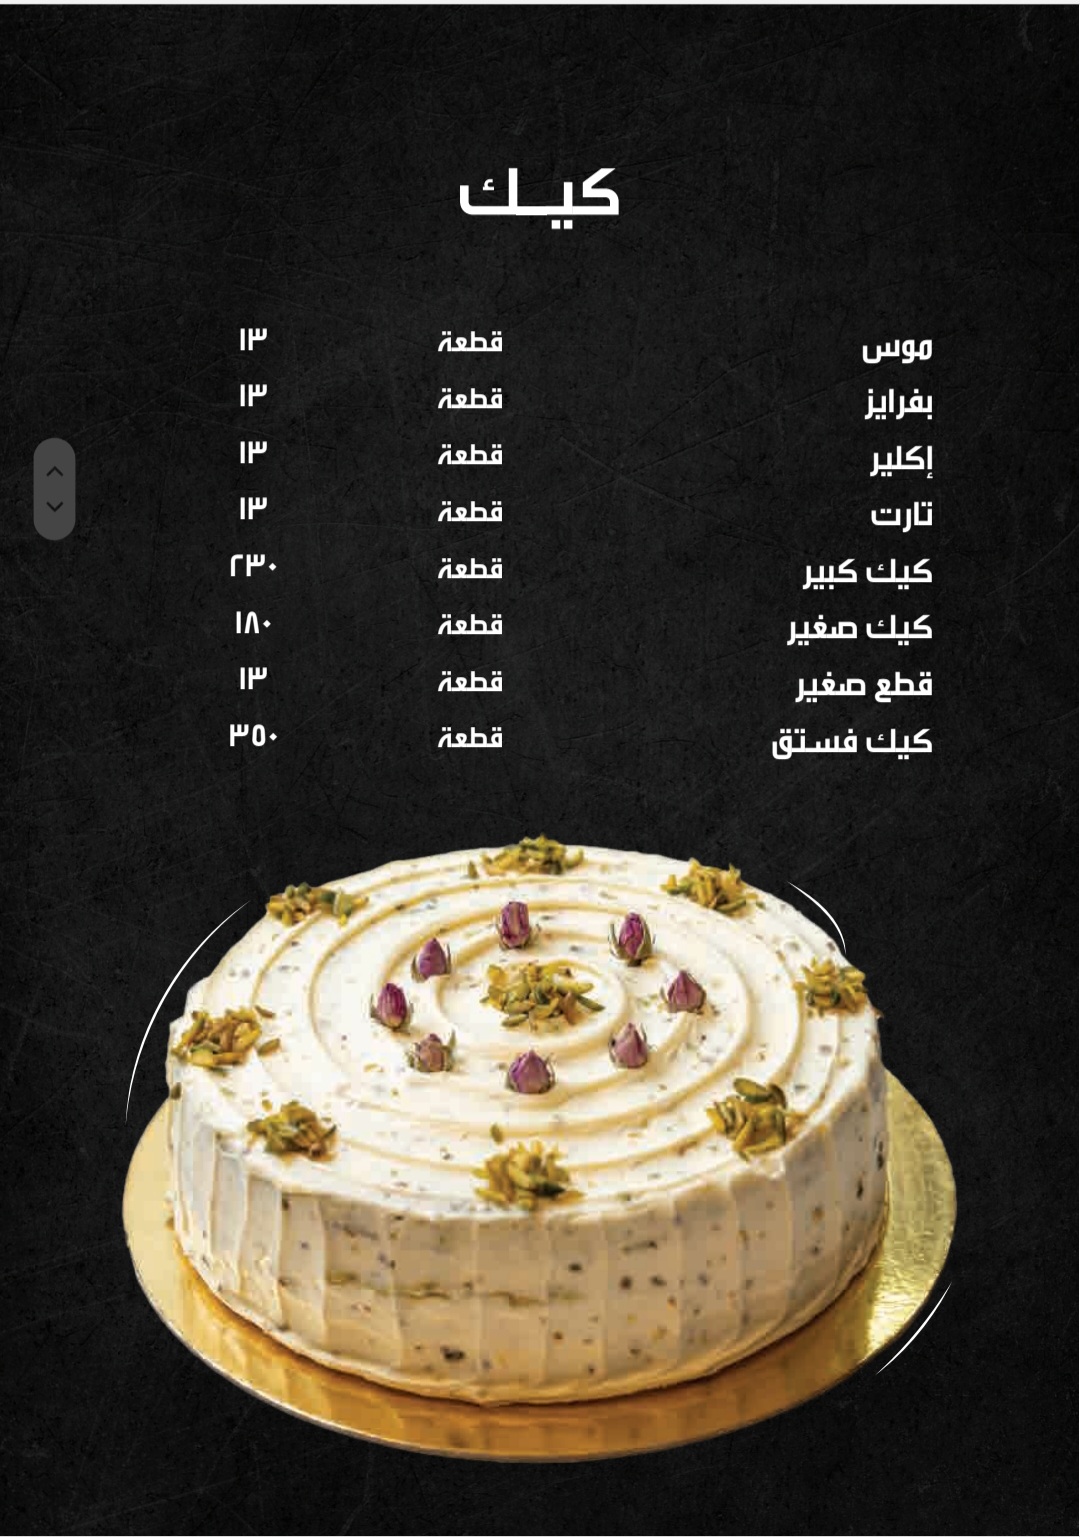 كيــك
موس قطعة ١٣
بفرايز قطعة ١٣
إكلير قطعة ١٣
تارت قطعة ١٣
كيك كبير قطعة ٢٣٠
كيك صغير قطعة ١٨٠
قطع صغير قطعة ١٣
كيك فستق قطعة ٣٥٠